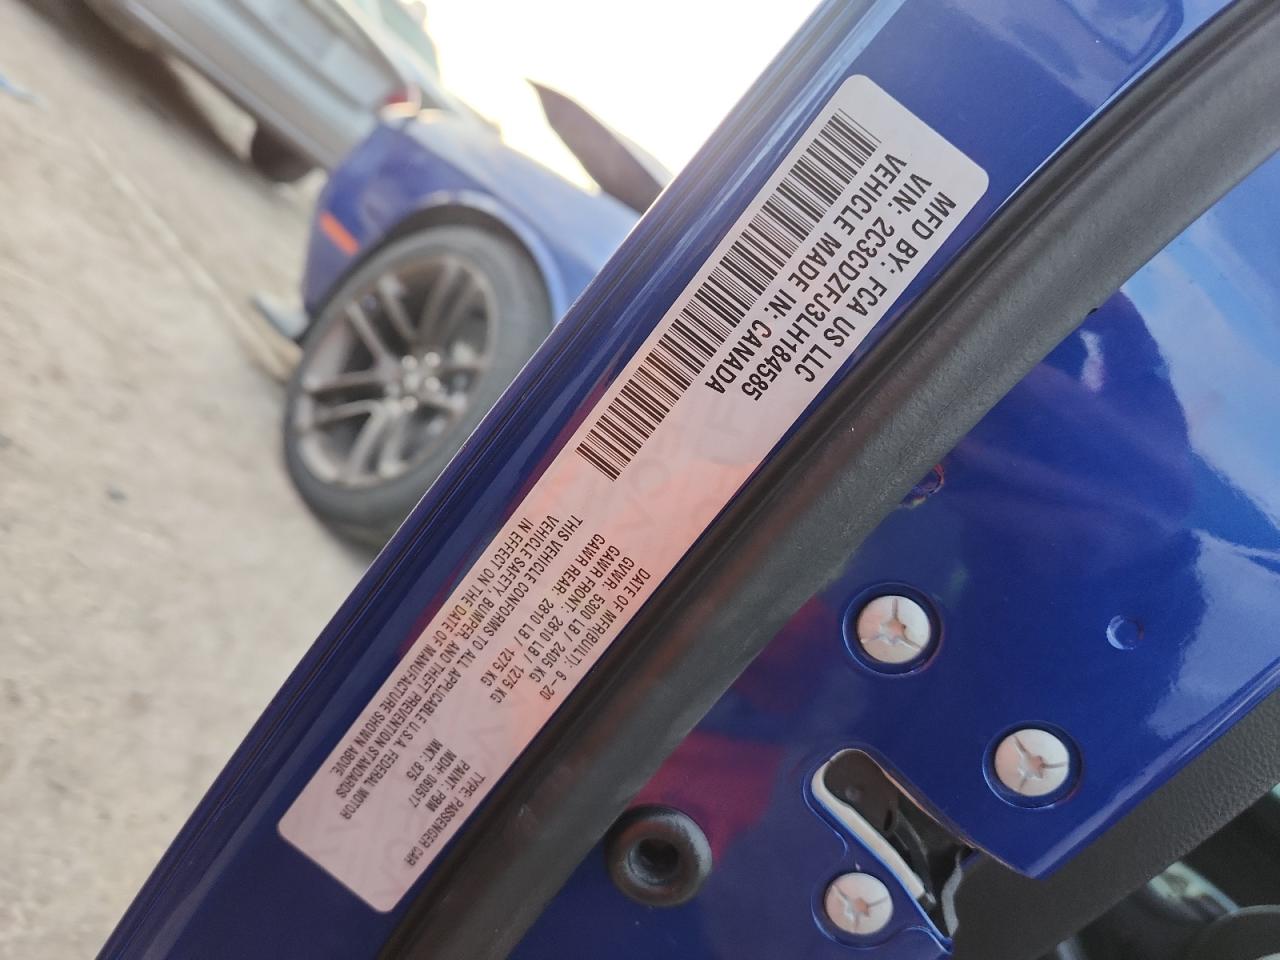 MFD BY: FCA US LLC
VIN: 2C3CDZFJ3LH184585
VEHICLE MADE IN: CANADA
DATE OF MFR(BUILT): 6-20
GVWR: 5300 LB / 2405 KG
GAWR FRONT: 2810 LB / 1275 KG
GAWR REAR: 2810 LB / 1275 KG
THIS VEHICLE CONFORMS TO ALL APPLICABLE U.S.A. FEDERAL MOTOR
VEHICLE SAFETY, BUMPER, AND THEFT PREVENTION STANDARDS
IN EFFECT ON THE DATE OF MANUFACTURE SHOWN ABOVE.
TYPE: PASSENGER CAR
PAINT: PBM
MDH: 060517
MKT: 875